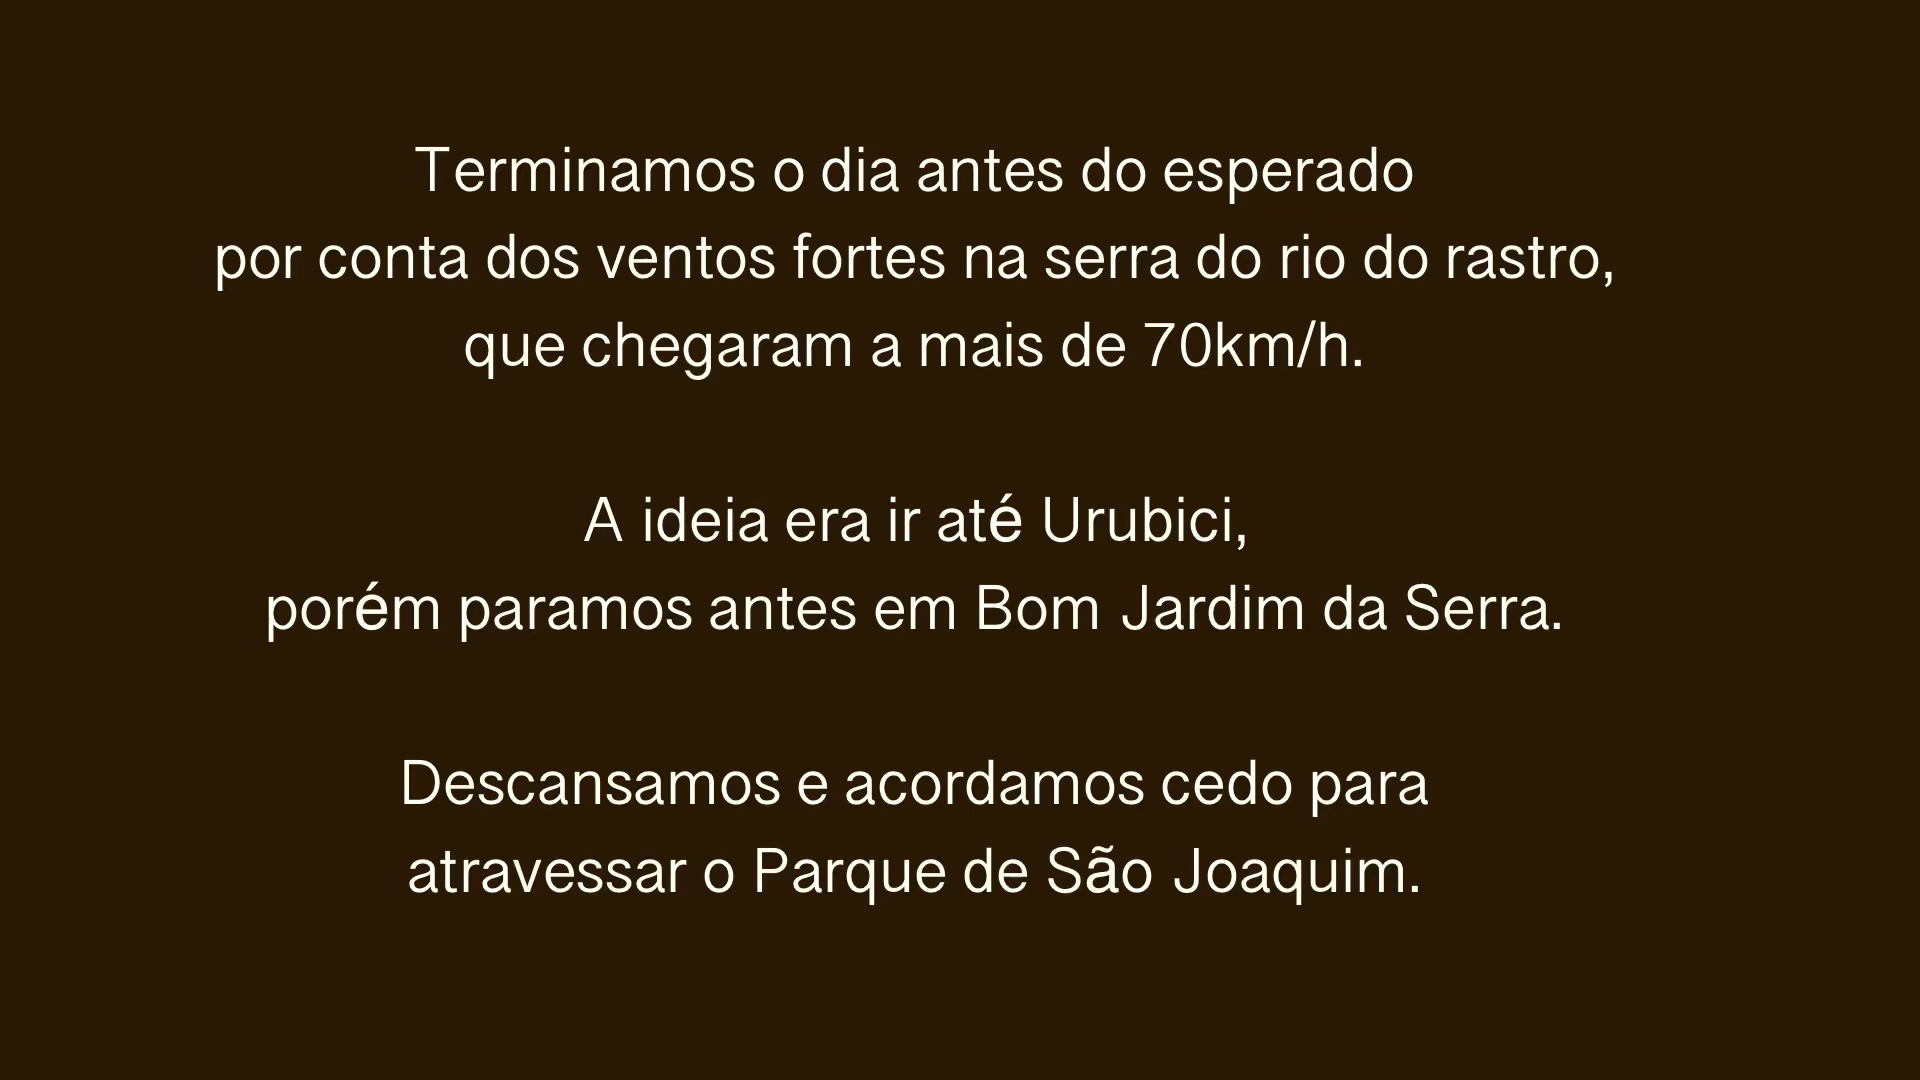 Terminamos o dia antes do esperado
por conta dos ventos fortes na serra do rio do rastro,
que chegaram a mais de 70km/h.
A ideia era ir até Urubici,
porém paramos antes em Bom Jardim da Serra.
Descansamos e acordamos cedo para
atravessar o Parque de São Joaquim.